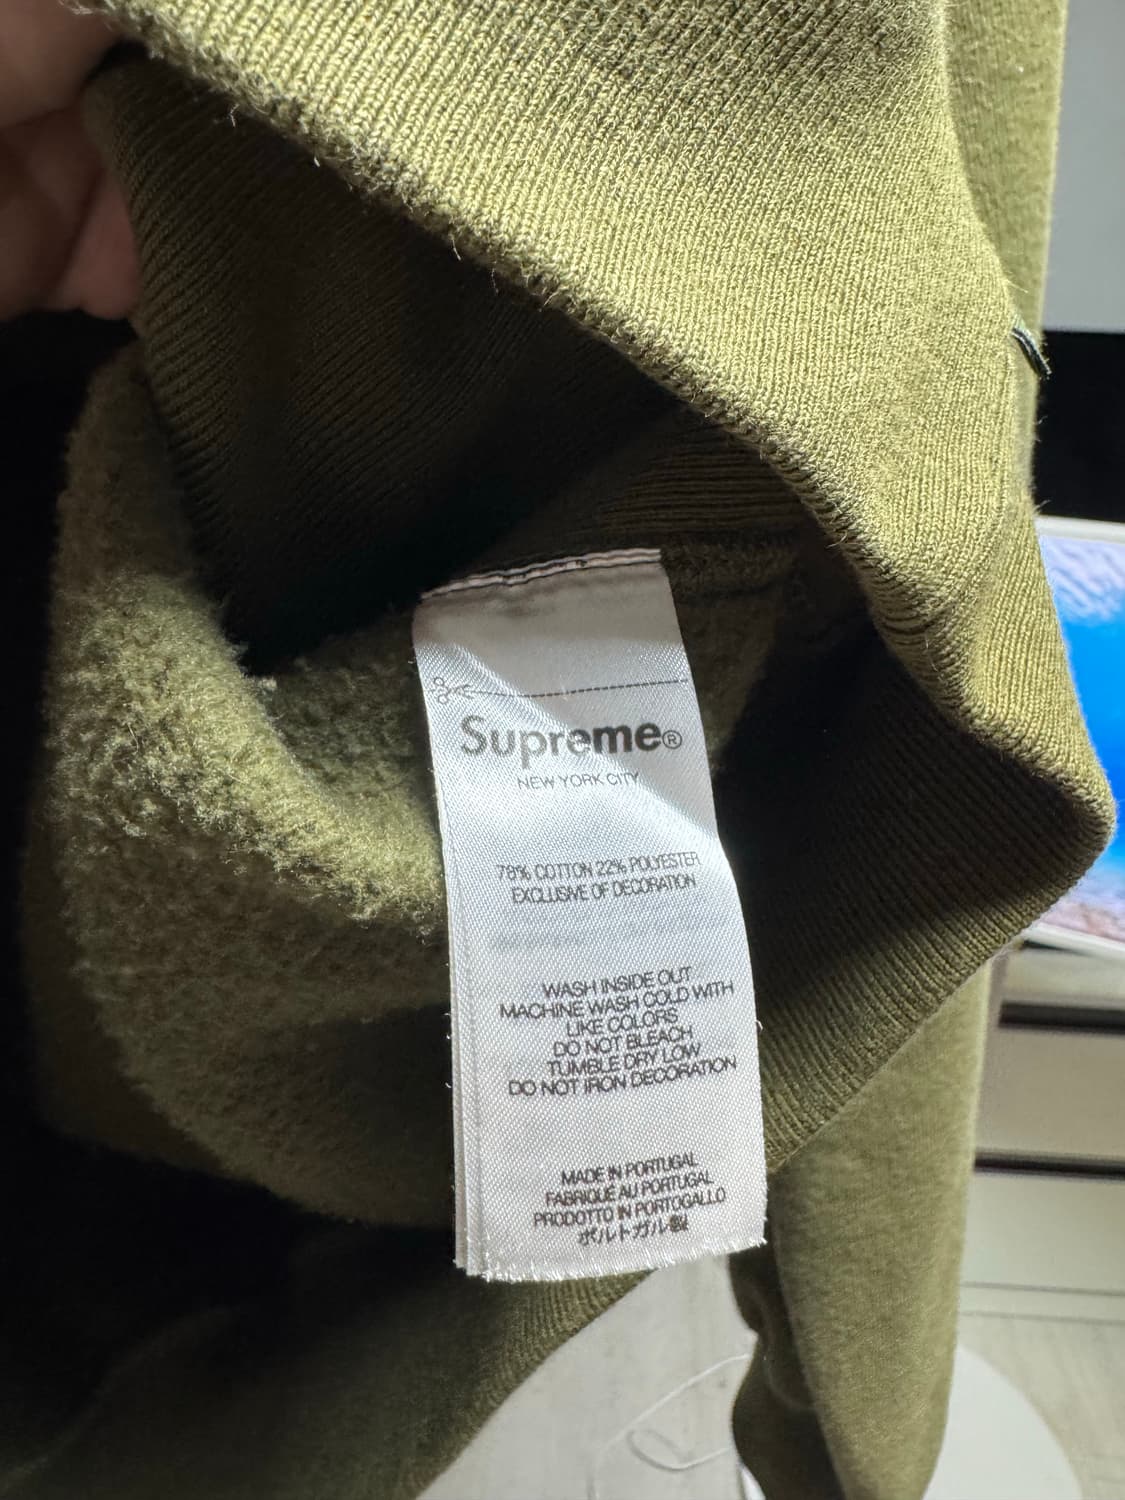 Supreme®
NEW YORK CITY
78% COTTON 22% POLYESTER
EXCLUSIVE OF DECORATION
WASH INSIDE OUT
MACHINE WASH COLD WITH
LIKE COLORS
DO NOT BLEACH
TUMBLE DRY LOW
DO NOT IRON DECORATION
MADE IN PORTUGAL
FABRIQUÉ AU PORTUGAL
PRODOTTO IN PORTOGALLO
ポルトガル製